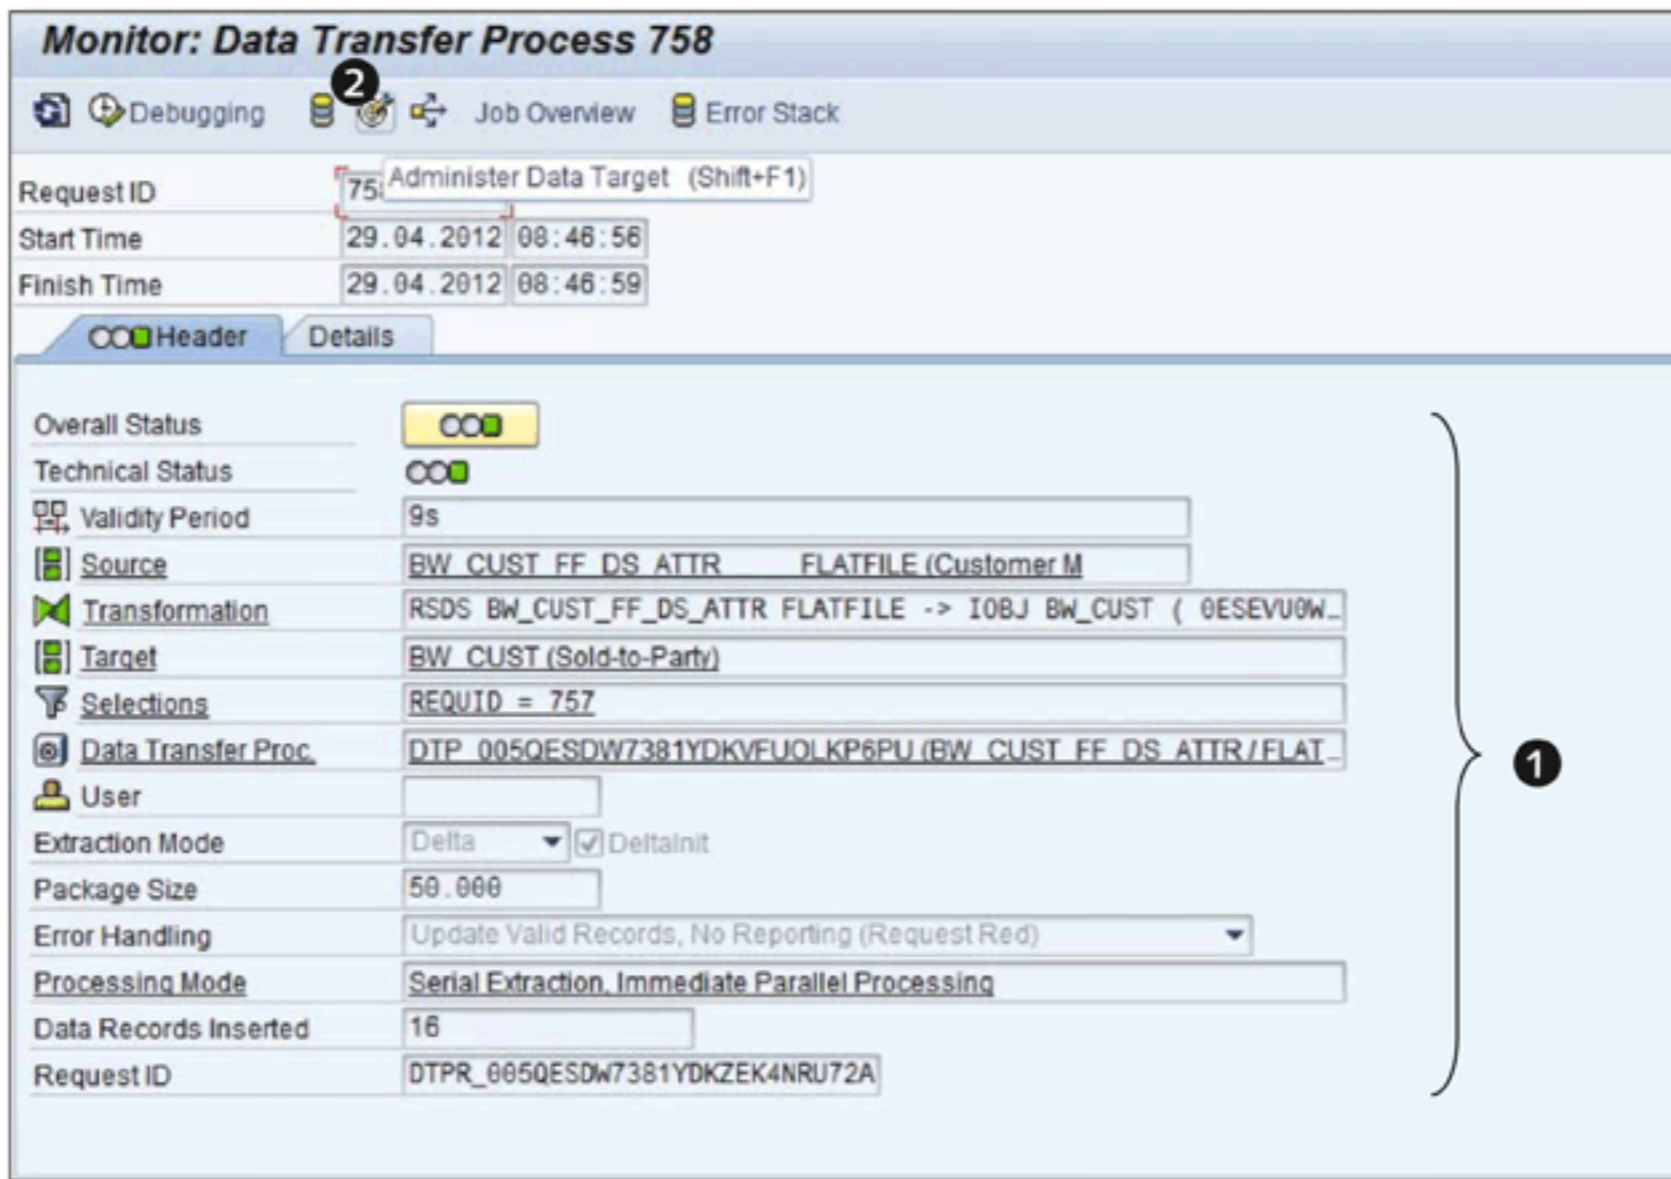 Monitor: Data Transfer Process 758
2
Debugging Job Overview Error Stack
Administer Data Target (Shift+F1)
Request ID
Start Time 29.04.2012 08:46:56
Finish Time 29.04.2012 08:46:59
Header Details
Overall Status
Technical Status
Validity Period 9s
Source BW_CUST_FF_DS_ATTR FLATFILE (Customer M
Transformation RSDS BW_CUST_FF_DS_ATTR FLATFILE -> IOBJ BW_CUST ( 0ESEVU0W…
Target BW_CUST (Sold-to-Party)
Selections REQUID = 757
Data Transfer Proc. DTP_005QESDW7381YDKVFUOLKP6PU (BW_CUST_FF_DS_ATTR / FLAT…
User
Extraction Mode Delta DeltaInit
Package Size 50.000
Error Handling Update Valid Records, No Reporting (Request Red)
Processing Mode Serial Extraction, Immediate Parallel Processing
1
Data Records Inserted 16
Request ID DTPR_005QESDW7381YDKZEK4NRU72A